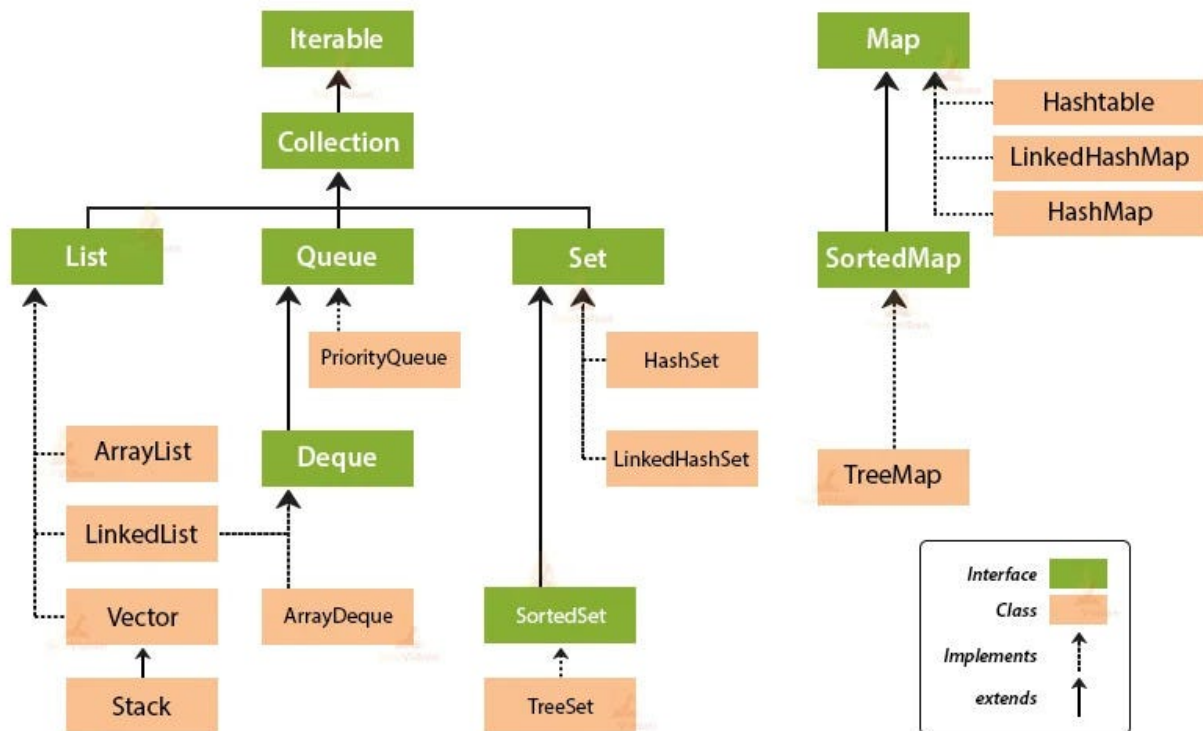 Iterable
Map
Hashtable
Collection
LinkedHashMap
HashMap
List
Queue
Set
SortedMap
PriorityQueue
HashSet
ArrayList
Deque
LinkedHashSet
TreeMap
LinkedList
Interface
Vector
ArrayDeque
SortedSet
Class
Implements
Stack
TreeSet
extends